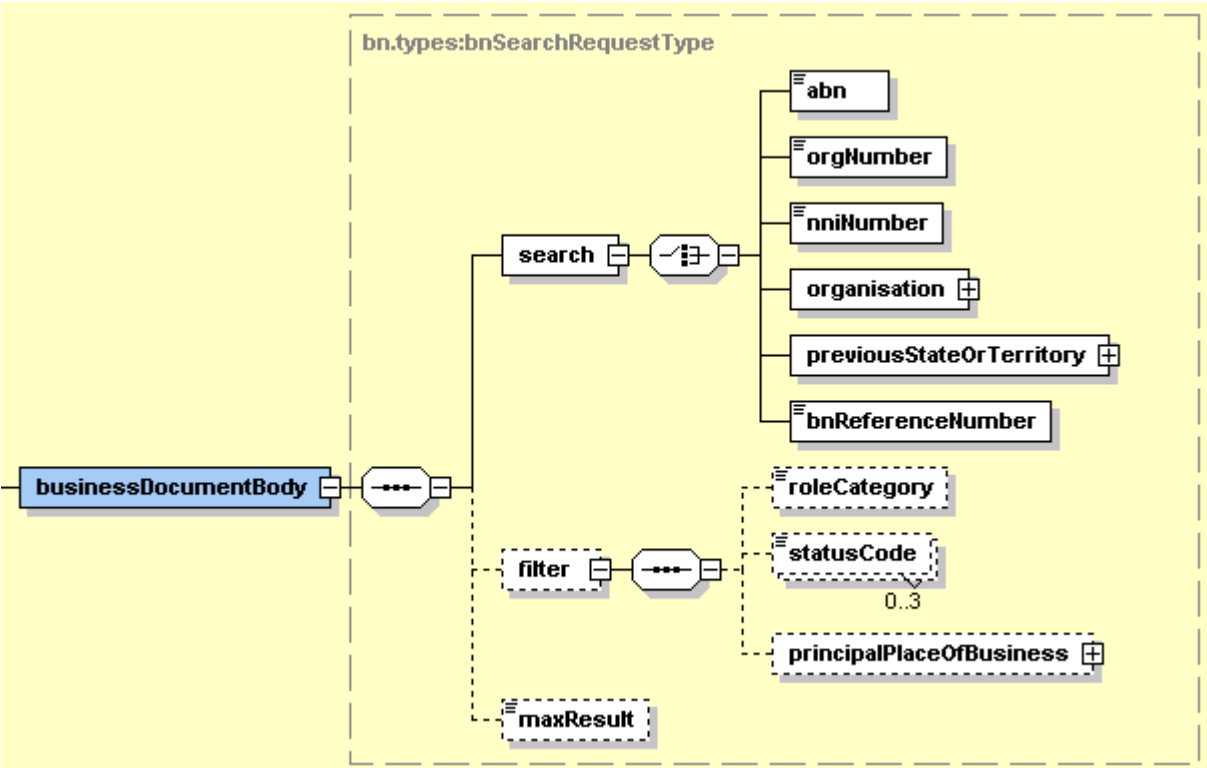 bn.types:bnSearchRequestType
abn
orgNumber
nniNumber
search
organisation
previousStateOrTerritory
bnReferenceNumber
businessDocumentBody
roleCategory
statusCode
filter
0..3
principalPlaceOfBusiness
maxResult